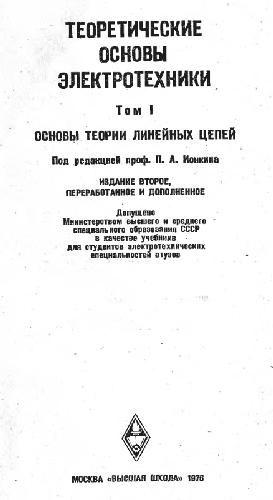 ТЕОРЕТИЧЕСКИЕ
ОСНОВЫ
ЭЛЕКТРОТЕХНИКИ
Том I
ОСНОВЫ ТЕОРИИ ЛИНЕЙНЫХ ЦЕПЕЙ
Под редакцией проф. П. А. Ионкина
ИЗДАНИЕ ВТОРОЕ,
ПЕРЕРАБОТАННОЕ И ДОПОЛНЕННОЕ
Допущено
Министерством высшего и среднего
специального образования СССР
в качестве учебника
для студентов электротехнических
специальностей втузов
МОСКВА «ВЫСШАЯ ШКОЛА» 1976